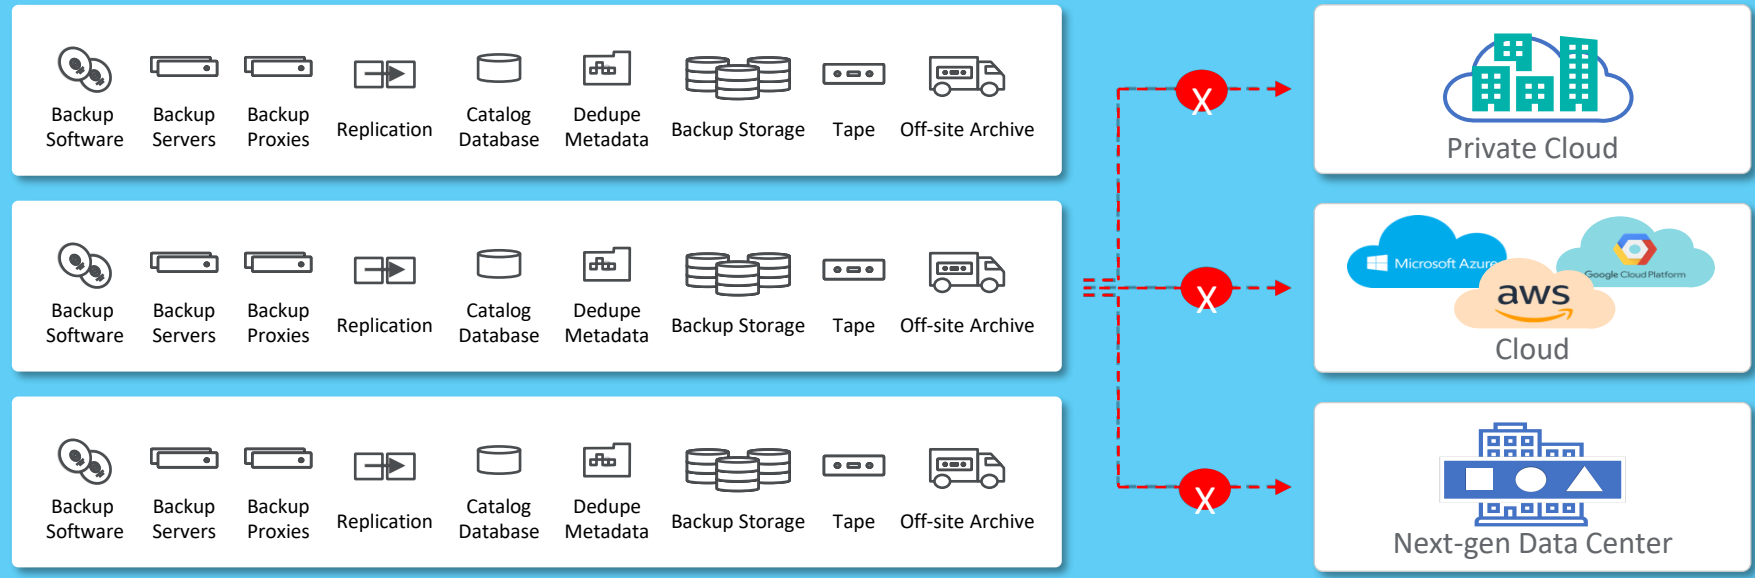 Backup
Software
Backup
Servers
Backup
Proxies
Replication
Catalog
Database
Dedupe
Metadata
Backup Storage
Tape
Off-site Archive
X
Private Cloud
Backup
Software
Backup
Servers
Backup
Proxies
Replication
Catalog
Database
Dedupe
Metadata
Backup Storage
Tape
Off-site Archive
X
Microsoft Azure
Google Cloud Platform
aws
Cloud
Backup
Software
Backup
Servers
Backup
Proxies
Replication
Catalog
Database
Dedupe
Metadata
Backup Storage
Tape
Off-site Archive
X
Next-gen Data Center